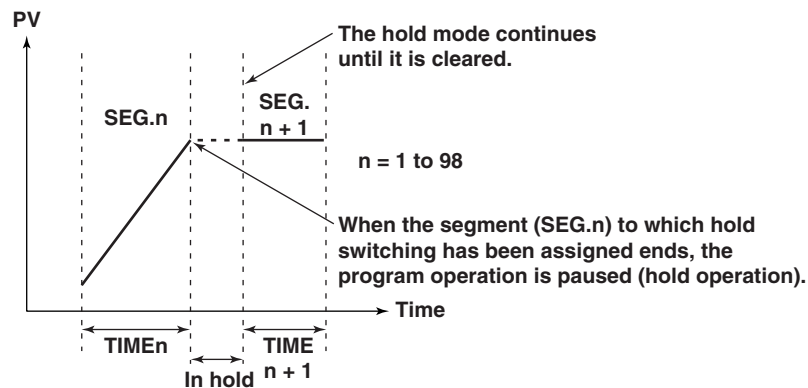 PV
The hold mode continues
until it is cleared.
SEG.n
SEG.
n + 1
n = 1 to 98
When the segment (SEG.n) to which hold
switching has been assigned ends, the
program operation is paused (hold operation).
Time
TIMEn
In hold
TIME
n + 1